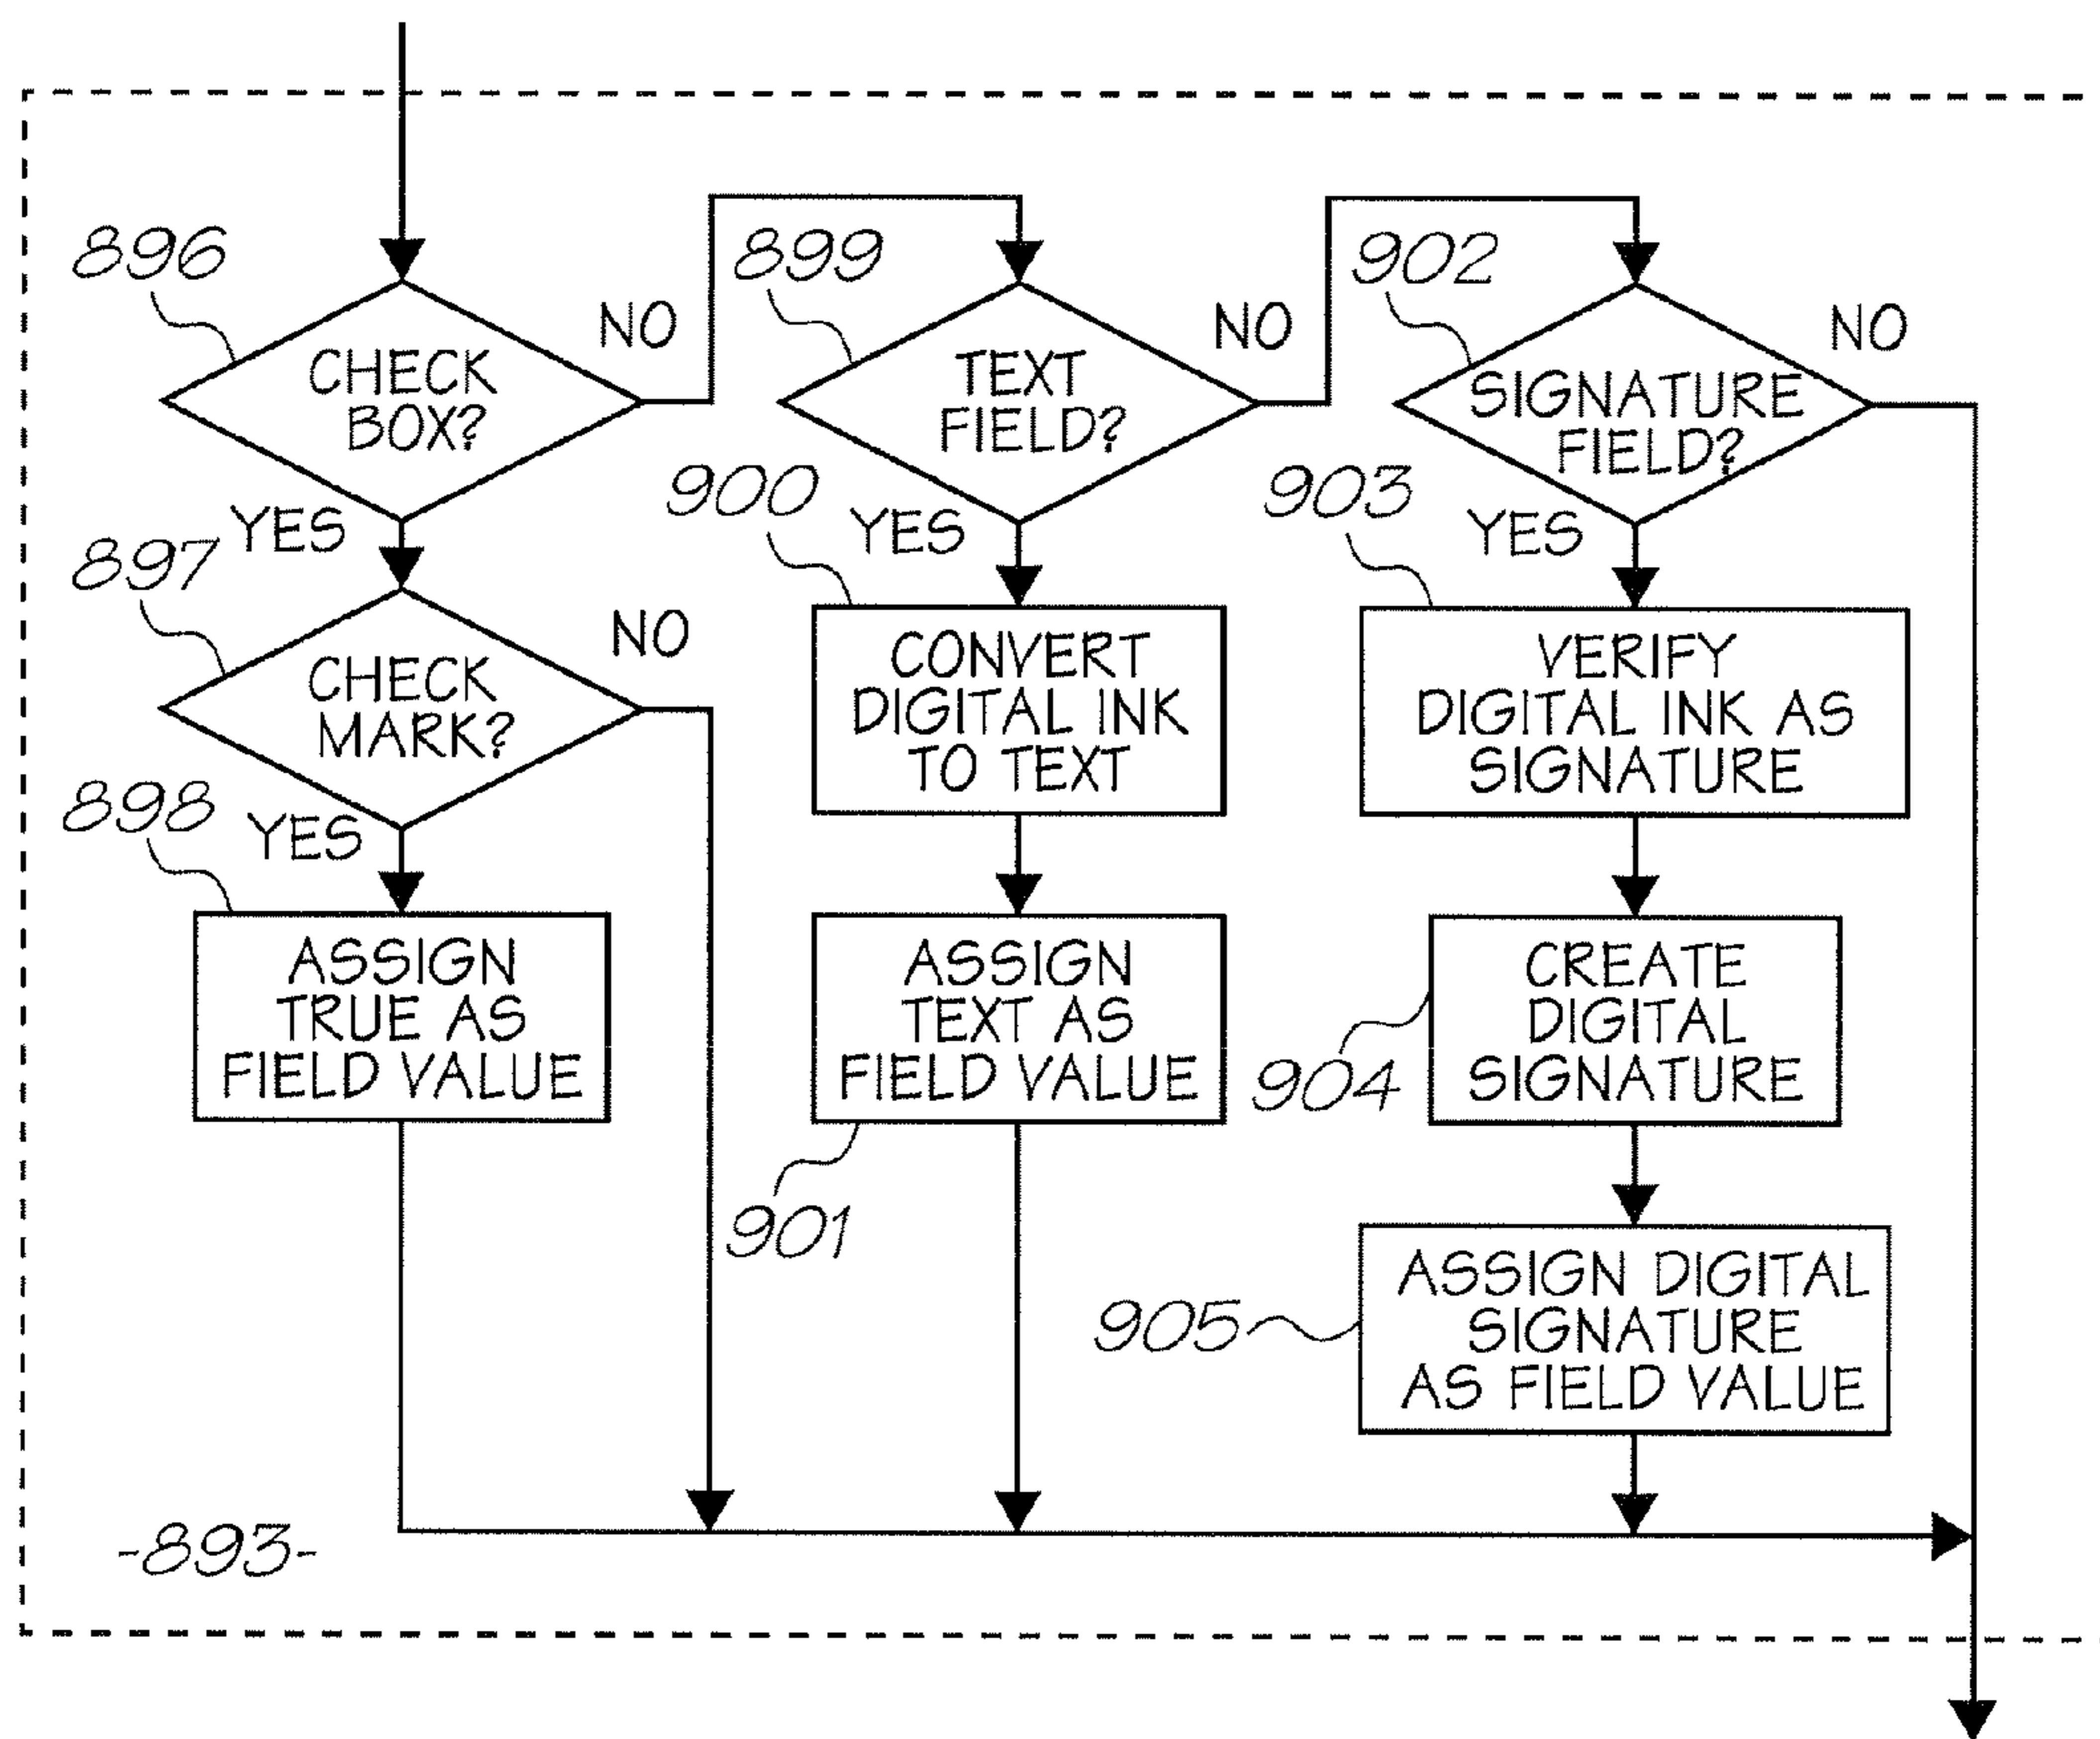 896
CHECK
BOX?
NO
YES
897
CHECK
MARK?
NO
898
YES
ASSIGN
TRUE AS
FIELD VALUE
899
TEXT
FIELD?
NO
900
YES
CONVERT
DIGITAL INK
TO TEXT
ASSIGN
TEXT AS
FIELD VALUE
901
902
SIGNATURE
FIELD?
NO
903
YES
VERIFY
DIGITAL INK AS
SIGNATURE
CREATE
DIGITAL
SIGNATURE
904
905
ASSIGN DIGITAL
SIGNATURE
AS FIELD VALUE
-893-